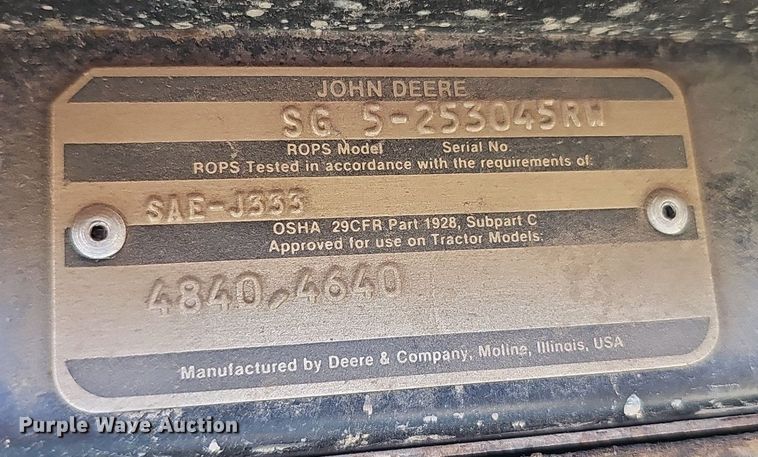 JOHN DEERE
SG 5-253045RW
ROPS Model Serial No
ROPS Tested in accordance with the requirements of:
SAE-J333
OSHA 29CFR Part 1928, Subpart C
Approved for use on Tractor Models:
4840,4640
Manufactured by Deere & Company, Moline, Illinois, USA
Purple Wave Auction®